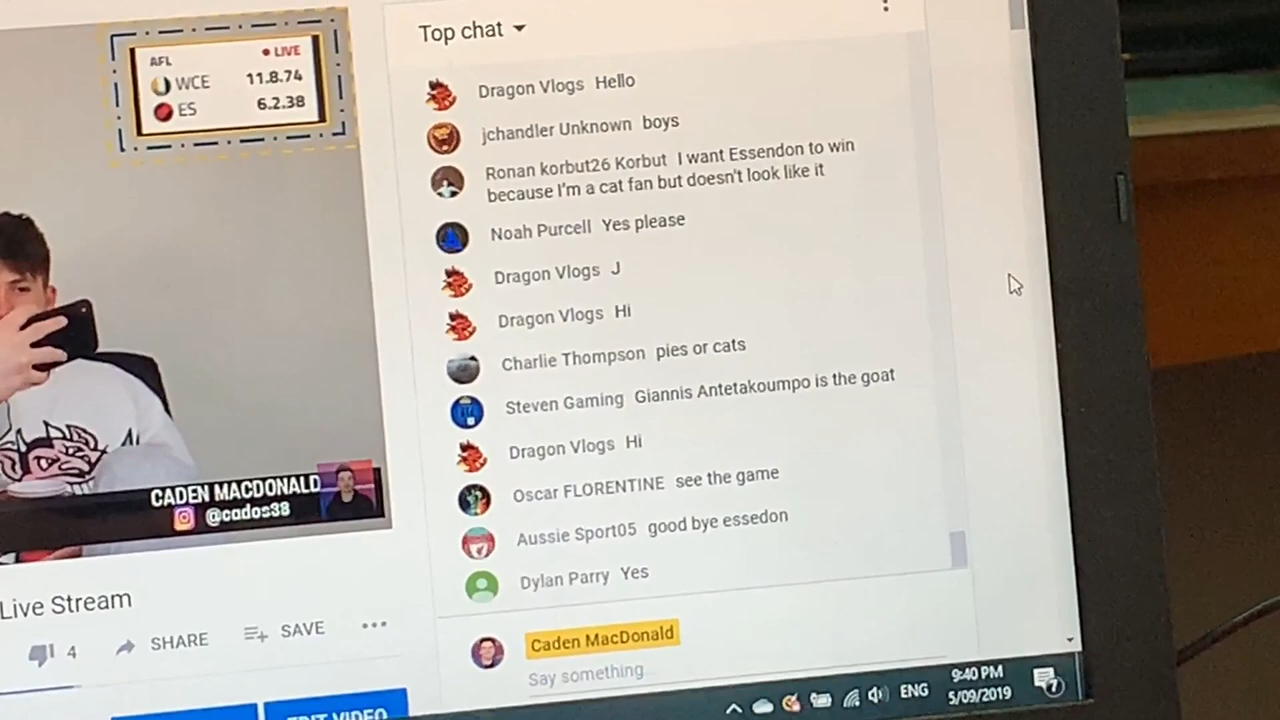 AFL
LIVE
WCE 11.8.74
ES 6.2.38
CADEN MACDONALD
@cados38
Live Stream
4 SHARE SAVE
EDIT VIDEO
Top chat
Dragon Vlogs Hello
jchandler Unknown boys
Ronan korbut26 Korbut I want Essendon to win
because I'm a cat fan but doesn't look like it
Noah Purcell Yes please
Dragon Vlogs J
Dragon Vlogs Hi
Charlie Thompson pies or cats
Steven Gaming Giannis Antetakoumpo is the goat
Dragon Vlogs Hi
Oscar FLORENTINE see the game
Aussie Sport05 good bye essedon
Dylan Parry Yes
Caden MacDonald
Say something...
ENG
9:40 PM
5/09/2019
7